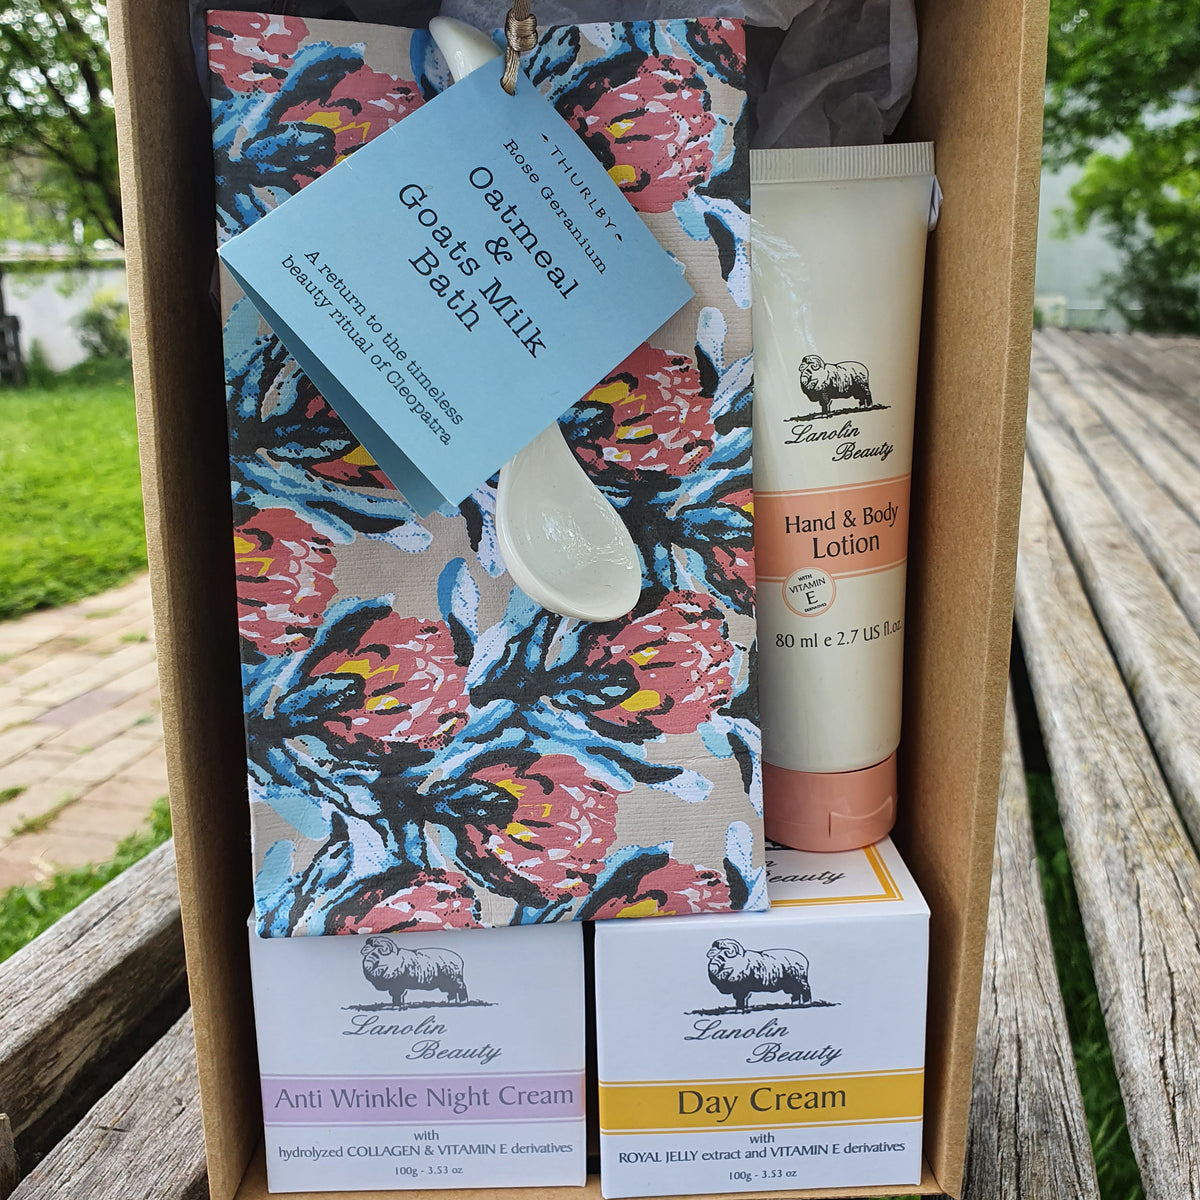 THURLBY
Rose Geranium
Oatmeal
&
Goats Milk
Bath
A return to the timeless
beauty ritual of Cleopatra
Lanolin
Beauty
Hand & Body
Lotion
WITH
VITAMIN
E
DERIVATIVES
80 ml e 2.7 US fl.oz.
Beauty
Lanolin
Beauty
Anti Wrinkle Night Cream
with
hydrolyzed COLLAGEN & VITAMIN E derivatives
100g - 3.53 oz
Lanolin
Beauty
Day Cream
with
ROYAL JELLY extract and VITAMIN E derivatives
100g - 3.53 oz